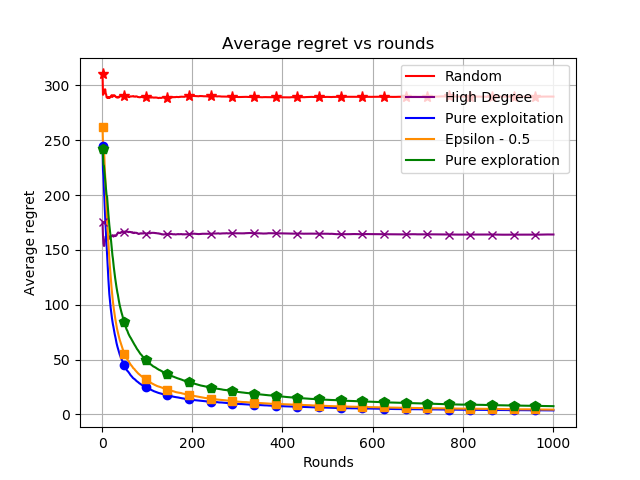 Average regret vs rounds
Average regret
300
250
200
150
100
50
0
0 200 400 600 800 1000
Rounds
Random
High Degree
Pure exploitation
Epsilon - 0.5
Pure exploration